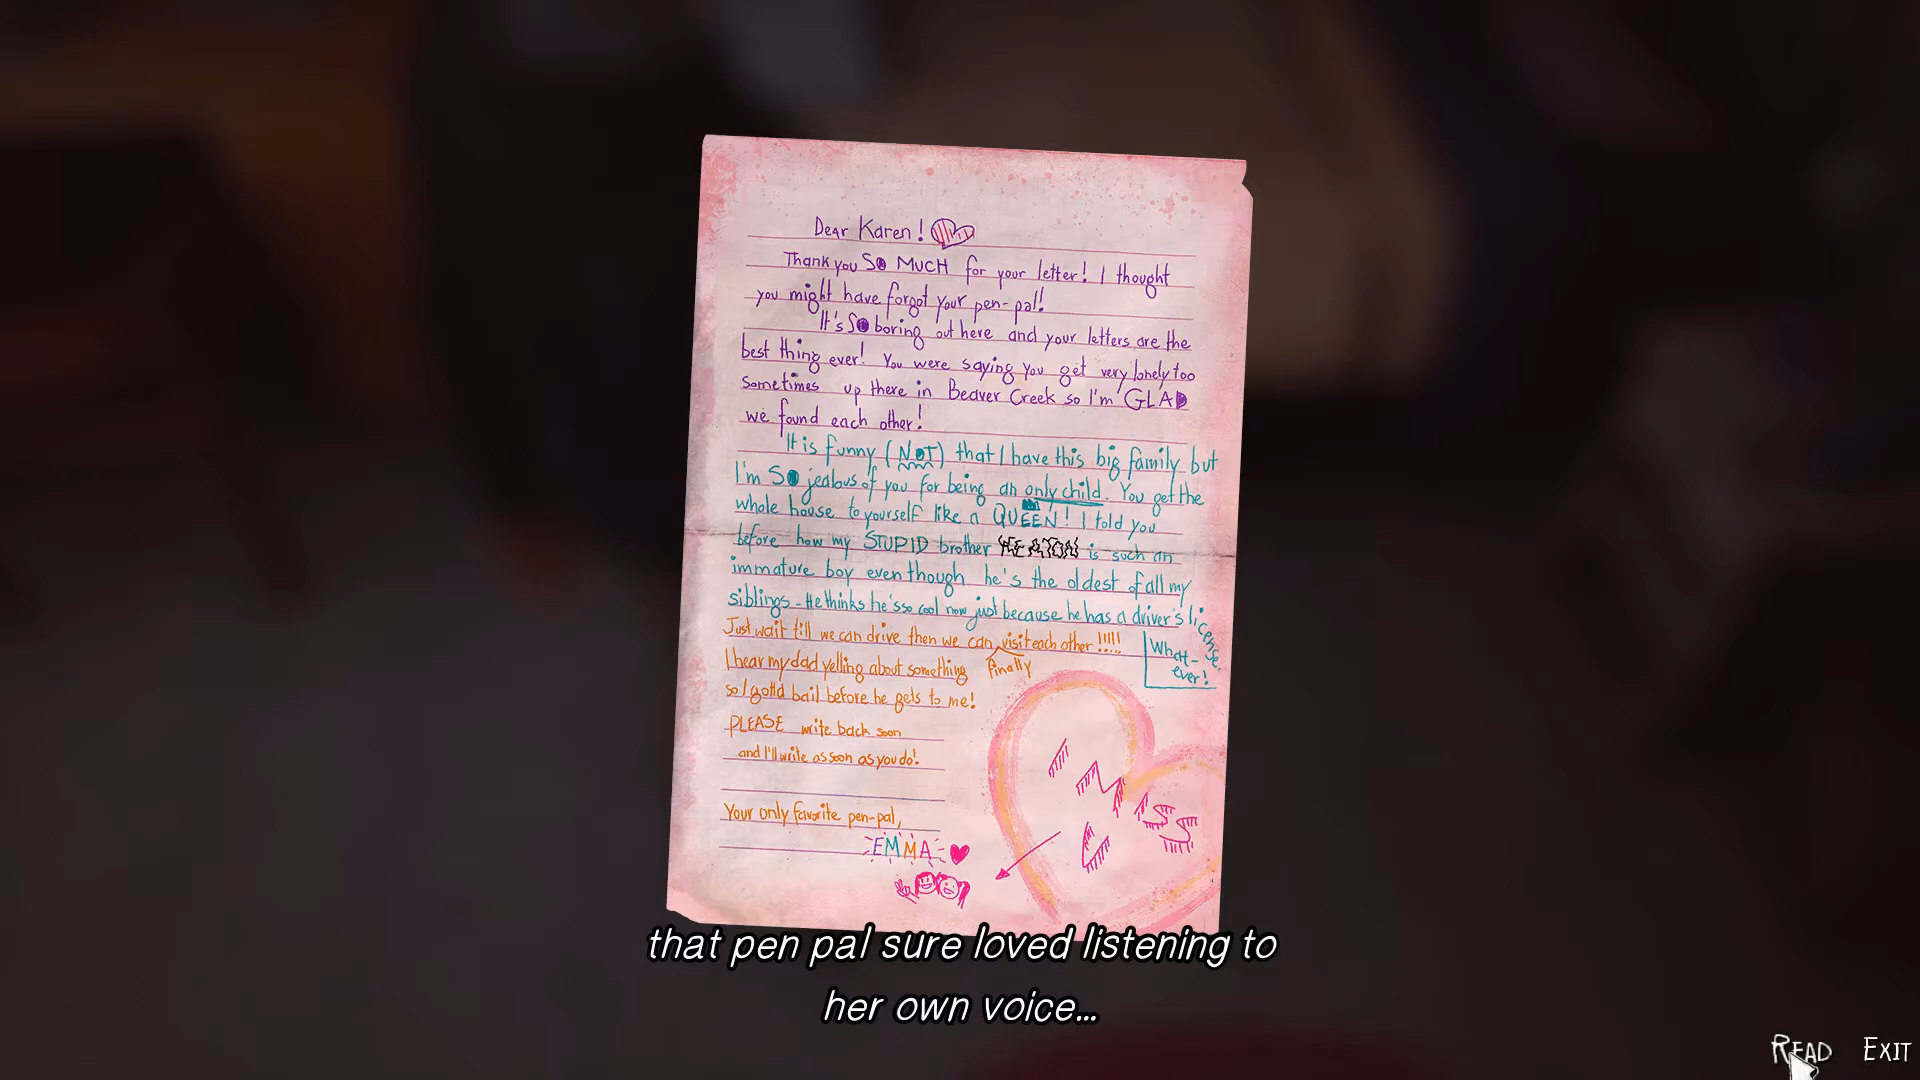 Dear Karen!
Thank you SO MUCH for your letter! I thought
you might have forgot your pen-pal!
It's SO boring out here and your letters are the
best thing ever! You were saying you get very lonely too
sometimes up there in Beaver Creek so I'm GLAD
we found each other!
It is funny (NOT) that I have this big family but
I'm SO jealous of you for being an only child. You get the
whole house to yourself like a QUEEN! I told you
before how my STUPID brother KEATON is such an
immature boy even though he's the oldest of all my
siblings - He thinks he's so cool now just because he has a driver's license.
What-
ever!
Just wait till we can drive then we can visit each other !!!!!
finally
I hear my dad yelling about something
so I gotta bail before he gets to me!
PLEASE write back soon
and I'll write as soon as you do!
Your only favorite pen-pal,
EMMA
I
MISS
U
that pen pal sure loved listening to
her own voice...
READ EXIT